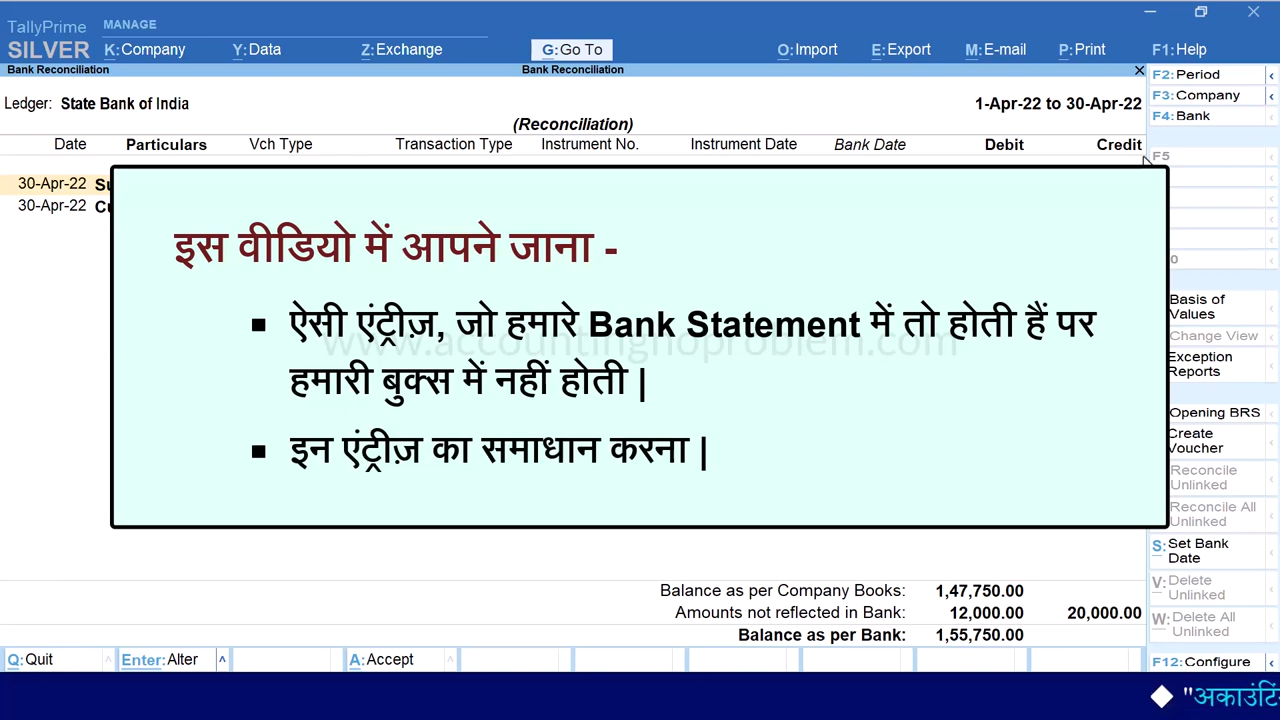 TallyPrime
SILVER
MANAGE
K:Company Y:Data Z:Exchange G:Go To O:Import E:Export M:E-mail P:Print F1:Help
Bank Reconciliation Bank Reconciliation
Ledger: State Bank of India 1-Apr-22 to 30-Apr-22
(Reconciliation)
Date Particulars Vch Type Transaction Type Instrument No. Instrument Date Bank Date Debit Credit
30-Apr-22
30-Apr-22
इस वीडियो में आपने जाना -
▪ ऐसी एंट्रीज़, जो हमारे Bank Statement में तो होती हैं पर
हमारी बुक्स में नहीं होती |
▪ इन एंट्रीज़ का समाधान करना |
www.accountingnoproblem.com
Balance as per Company Books: 1,47,750.00
Amounts not reflected in Bank: 12,000.00 20,000.00
Balance as per Bank: 1,55,750.00
Q:Quit Enter:Alter A:Accept
F2:Period
F3:Company
F4:Bank
F5
0
Basis of
Values
Change View
Exception
Reports
Opening BRS
Create
Voucher
Reconcile
Unlinked
Reconcile All
Unlinked
S:Set Bank
Date
V:Delete
Unlinked
W:Delete All
Unlinked
F12:Configure